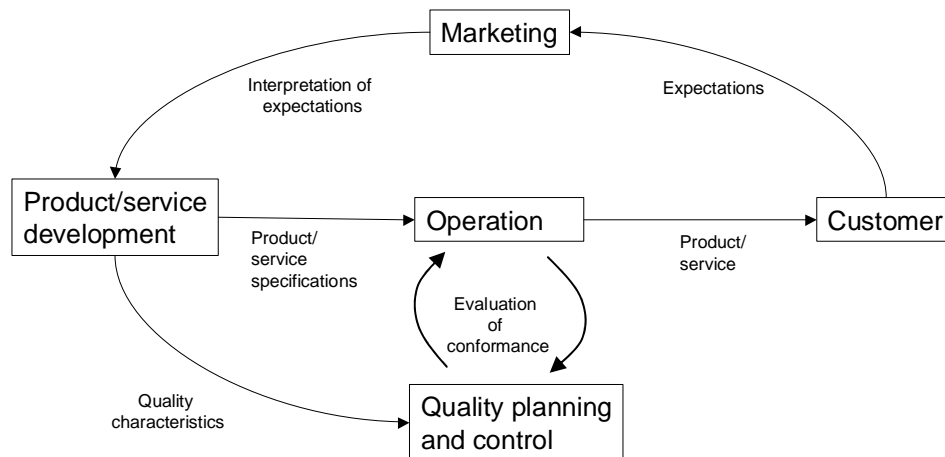 Marketing
Interpretation of
expectations
Expectations
Product/service
development
Operation
Customer
Product/
service
specifications
Product/
service
Evaluation
of
conformance
Quality
characteristics
Quality planning
and control